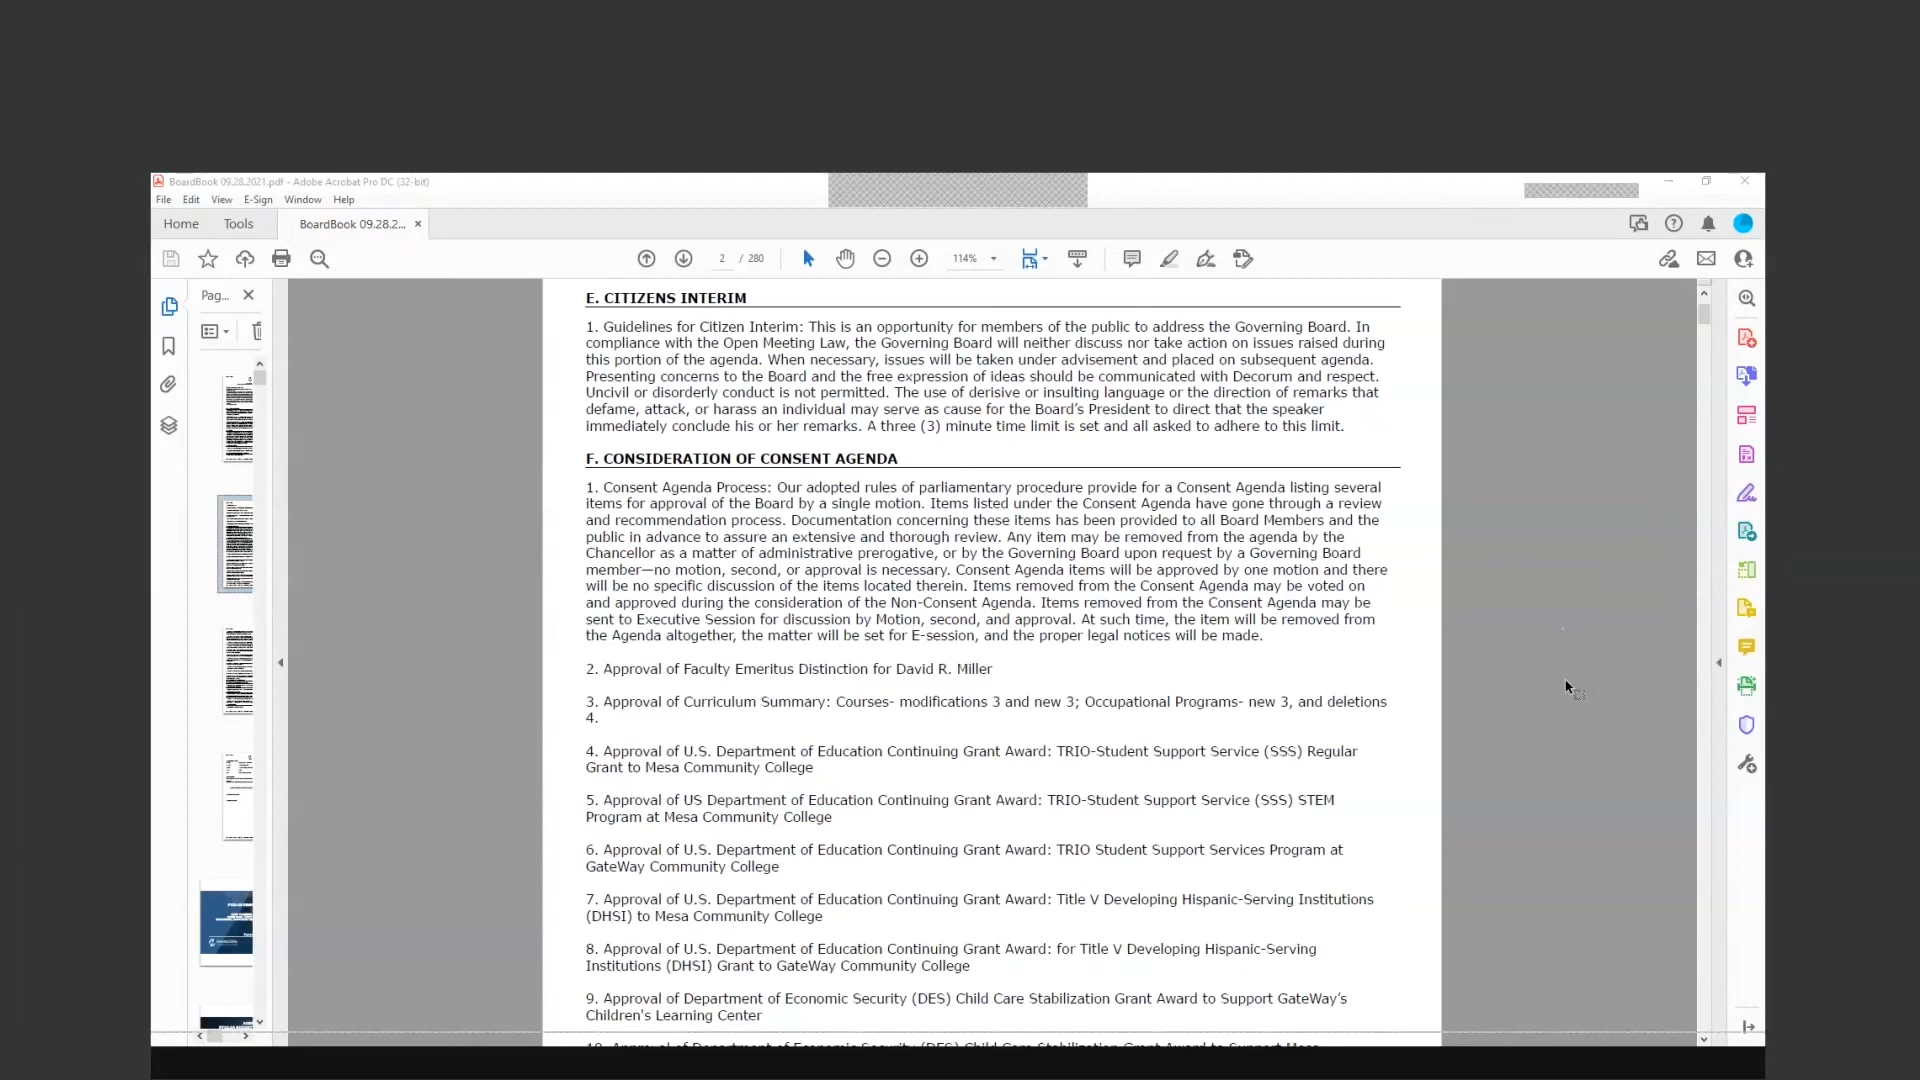 BoardBook 09.28.2021.pdf - Adobe Acrobat Pro DC (32-bit)
File Edit View E-Sign Window Help
Home Tools BoardBook 09.28.2...
2 / 280 114%
Pag...
E. CITIZENS INTERIM
1. Guidelines for Citizen Interim: This is an opportunity for members of the public to address the Governing Board. In
compliance with the Open Meeting Law, the Governing Board will neither discuss nor take action on issues raised during
this portion of the agenda. When necessary, issues will be taken under advisement and placed on subsequent agenda.
Presenting concerns to the Board and the free expression of ideas should be communicated with Decorum and respect.
Uncivil or disorderly conduct is not permitted. The use of derisive or insulting language or the direction of remarks that
defame, attack, or harass an individual may serve as cause for the Board’s President to direct that the speaker
immediately conclude his or her remarks. A three (3) minute time limit is set and all asked to adhere to this limit.
F. CONSIDERATION OF CONSENT AGENDA
1. Consent Agenda Process: Our adopted rules of parliamentary procedure provide for a Consent Agenda listing several
items for approval of the Board by a single motion. Items listed under the Consent Agenda have gone through a review
and recommendation process. Documentation concerning these items has been provided to all Board Members and the
public in advance to assure an extensive and thorough review. Any item may be removed from the agenda by the
Chancellor as a matter of administrative prerogative, or by the Governing Board upon request by a Governing Board
member—no motion, second, or approval is necessary. Consent Agenda items will be approved by one motion and there
will be no specific discussion of the items located therein. Items removed from the Consent Agenda may be voted on
and approved during the consideration of the Non-Consent Agenda. Items removed from the Consent Agenda may be
sent to Executive Session for discussion by Motion, second, and approval. At such time, the item will be removed from
the Agenda altogether, the matter will be set for E-session, and the proper legal notices will be made.
2. Approval of Faculty Emeritus Distinction for David R. Miller
3. Approval of Curriculum Summary: Courses- modifications 3 and new 3; Occupational Programs- new 3, and deletions
4.
4. Approval of U.S. Department of Education Continuing Grant Award: TRIO-Student Support Service (SSS) Regular
Grant to Mesa Community College
5. Approval of US Department of Education Continuing Grant Award: TRIO-Student Support Service (SSS) STEM
Program at Mesa Community College
6. Approval of U.S. Department of Education Continuing Grant Award: TRIO Student Support Services Program at
GateWay Community College
7. Approval of U.S. Department of Education Continuing Grant Award: Title V Developing Hispanic-Serving Institutions
(DHSI) to Mesa Community College
8. Approval of U.S. Department of Education Continuing Grant Award: for Title V Developing Hispanic-Serving
Institutions (DHSI) Grant to GateWay Community College
9. Approval of Department of Economic Security (DES) Child Care Stabilization Grant Award to Support GateWay’s
Children's Learning Center
10. Approval of Department of Economic Security (DES) Child Care Stabilization Grant Award to Support Mesa